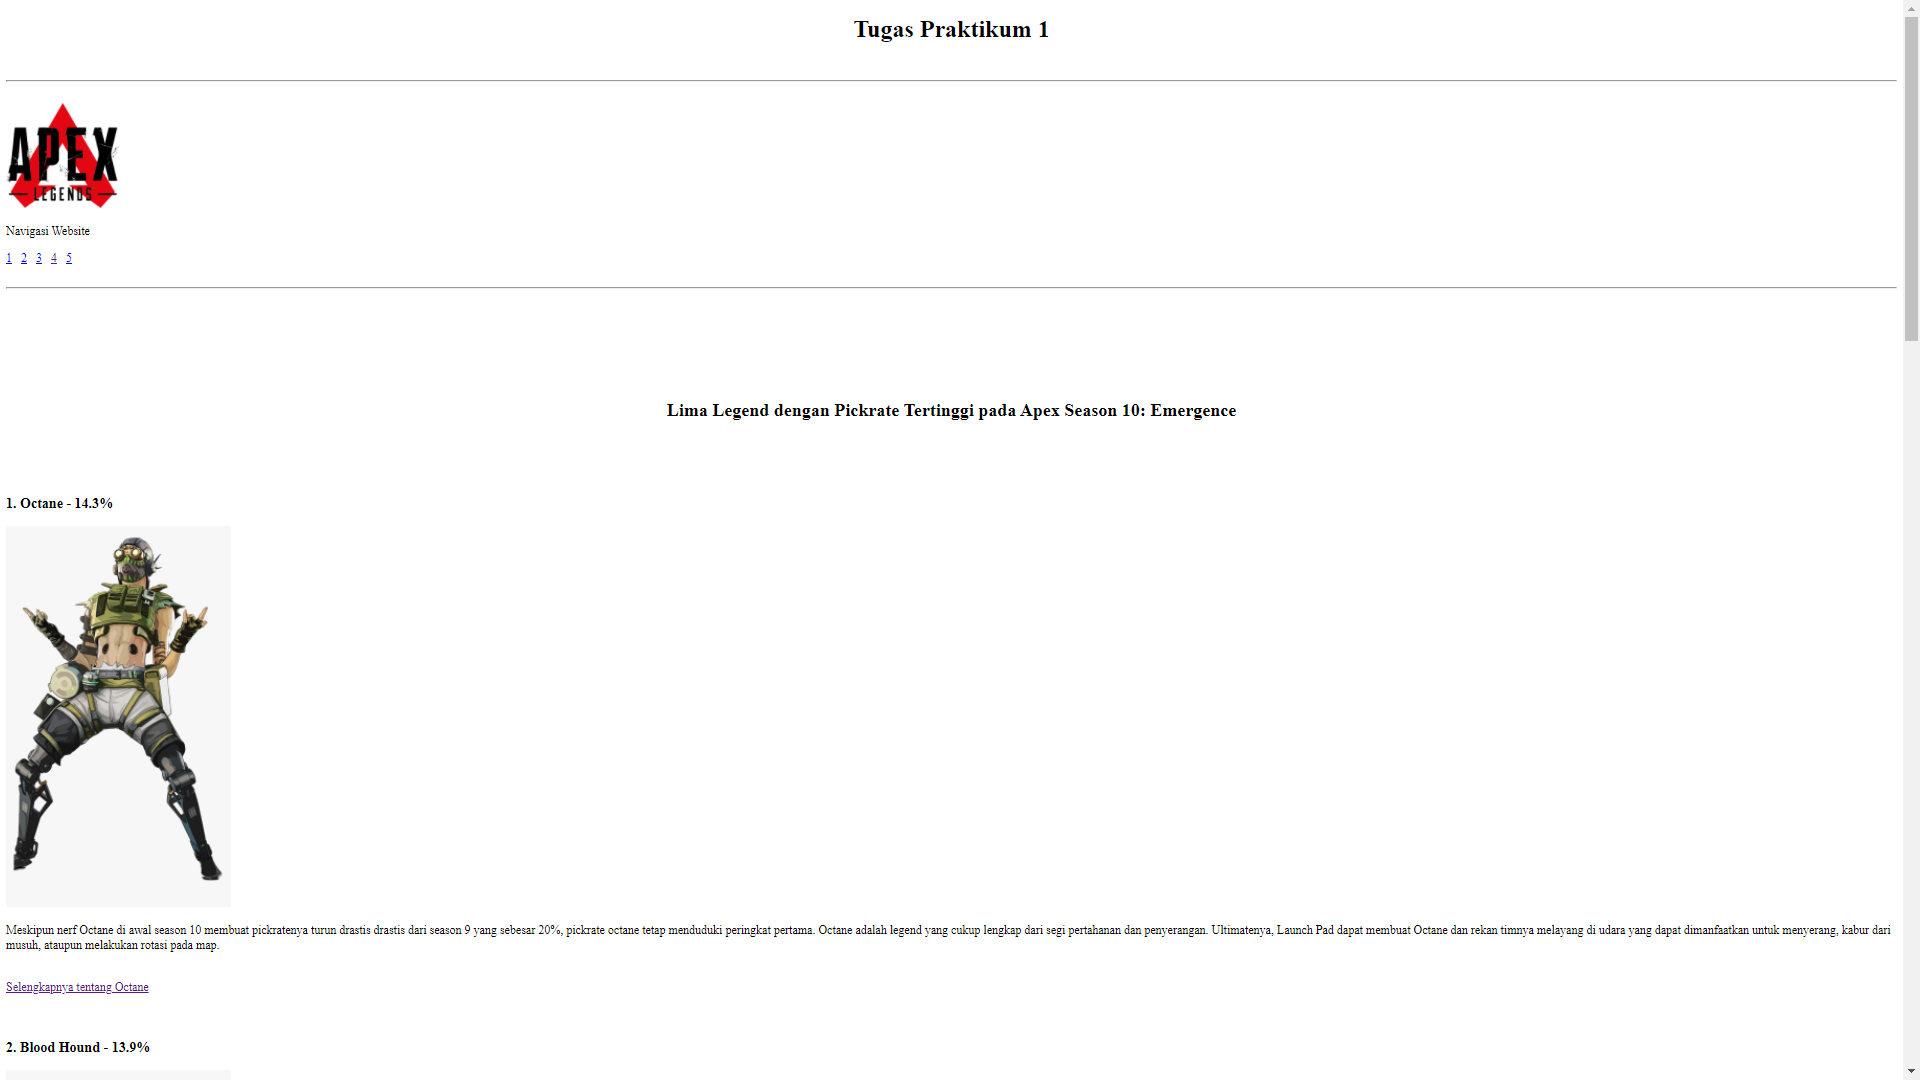 Tugas Praktikum 1
APEX
LEGENDS
Navigasi Website
1 2 3 4 5
Lima Legend dengan Pickrate Tertinggi pada Apex Season 10: Emergence
1. Octane - 14.3%
Meskipun nerf Octane di awal season 10 membuat pickratenya turun drastis drastis dari season 9 yang sebesar 20%, pickrate octane tetap menduduki peringkat pertama. Octane adalah legend yang cukup lengkap dari segi pertahanan dan penyerangan. Ultimatenya, Launch Pad dapat membuat Octane dan rekan timnya melayang di udara yang dapat dimanfaatkan untuk menyerang, kabur dari
musuh, ataupun melakukan rotasi pada map.
Selengkapnya tentang Octane
2. Blood Hound - 13.9%